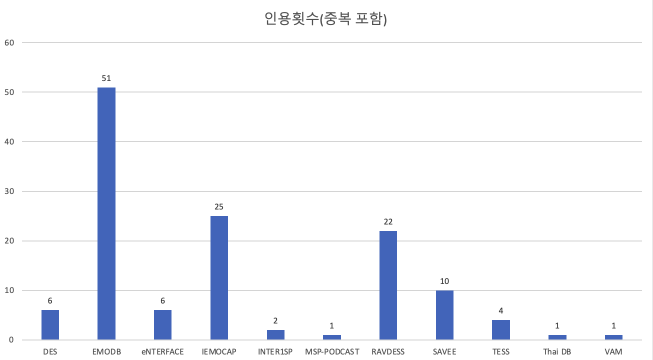 인용횟수(중복 포함)
60
50
40
30
20
10
0
6
51
6
25
2
1
22
10
4
1
1
DES
EMODB
eNTERFACE
IEMOCAP
INTER1SP
MSP-PODCAST
RAVDESS
SAVEE
TESS
Thai DB
VAM